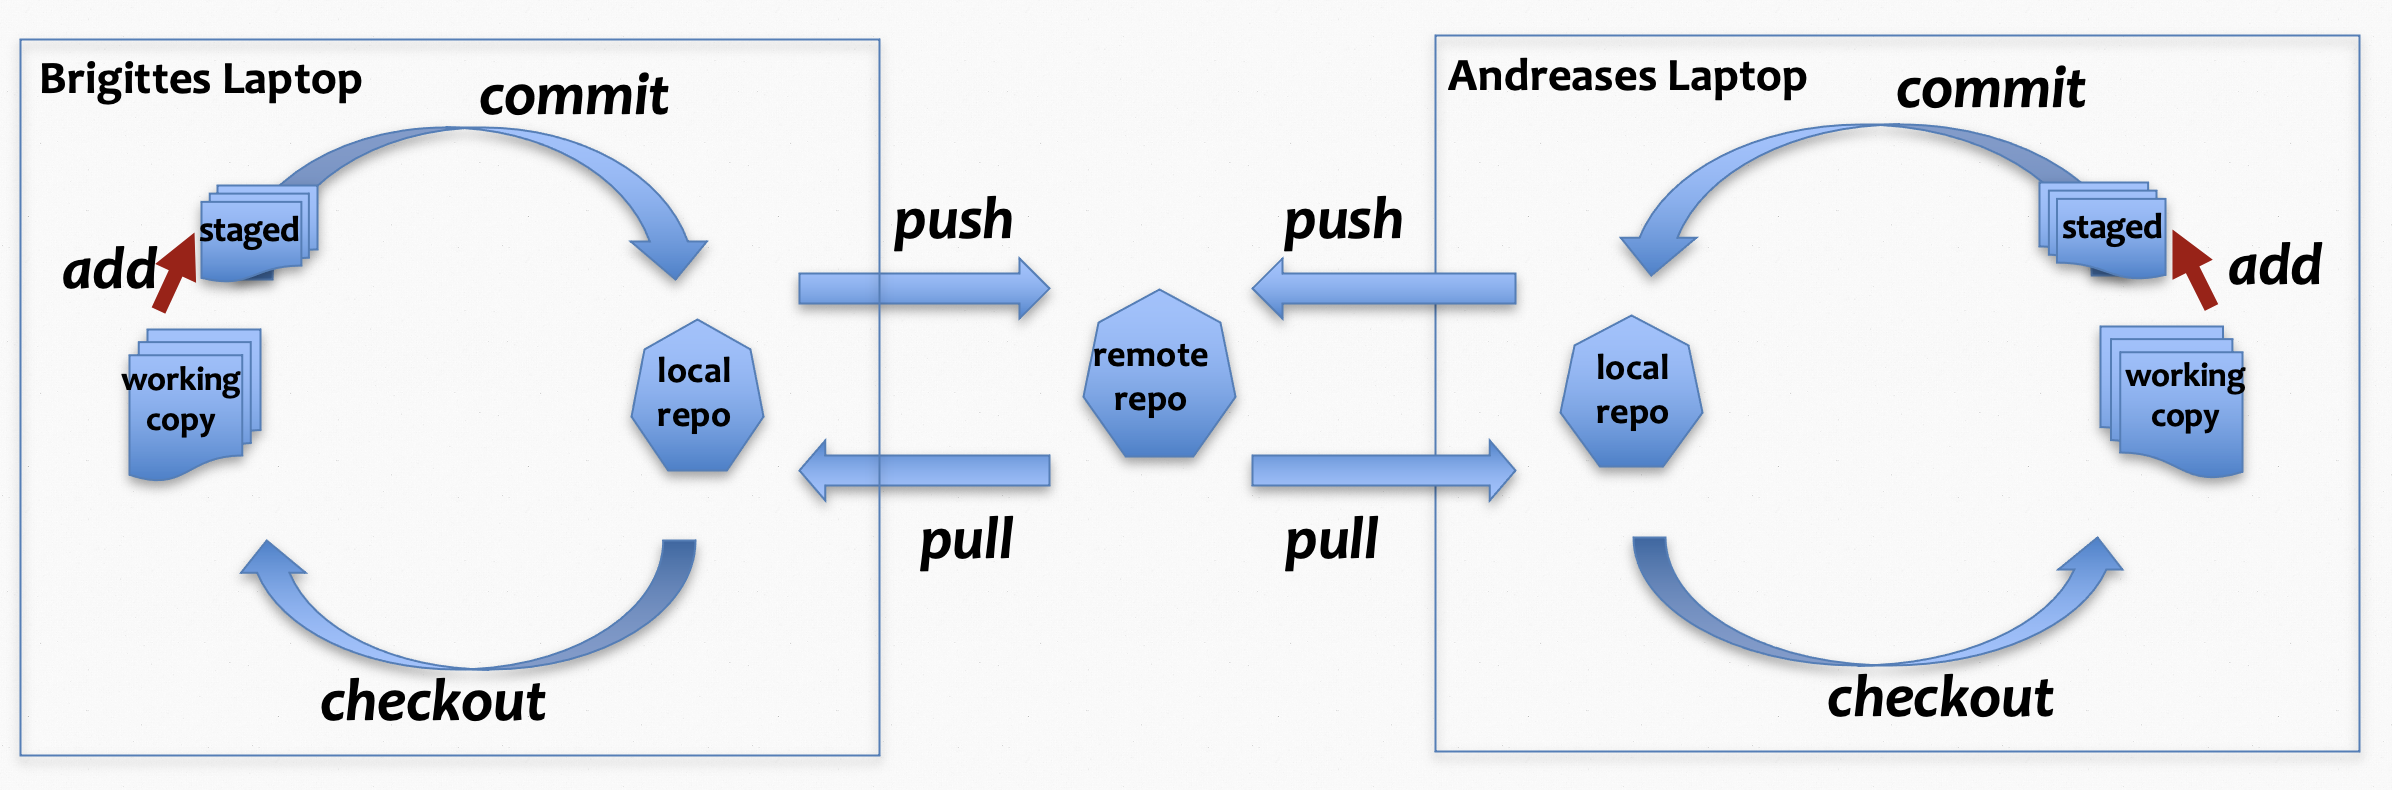 Brigittes Laptop
commit
staged
add
working
copy
local
repo
checkout
push
pull
remote
repo
push
pull
Andreases Laptop
commit
staged
add
local
repo
working
copy
checkout